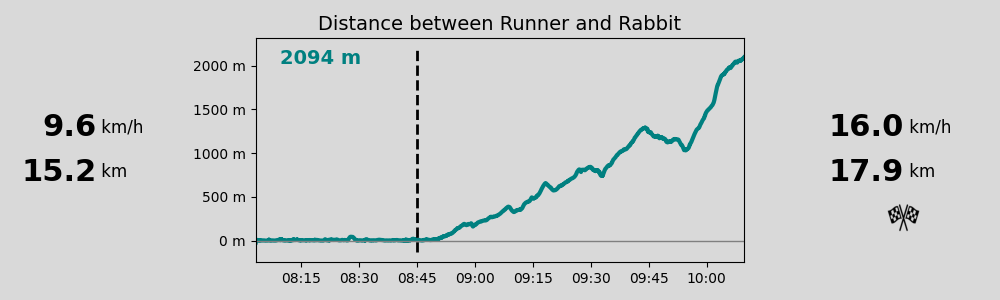 Distance between Runner and Rabbit
2094 m
2000 m
1500 m
1000 m
500 m
0 m
08:15 08:30 08:45 09:00 09:15 09:30 09:45 10:00
9.6 km/h
15.2 km
16.0 km/h
17.9 km